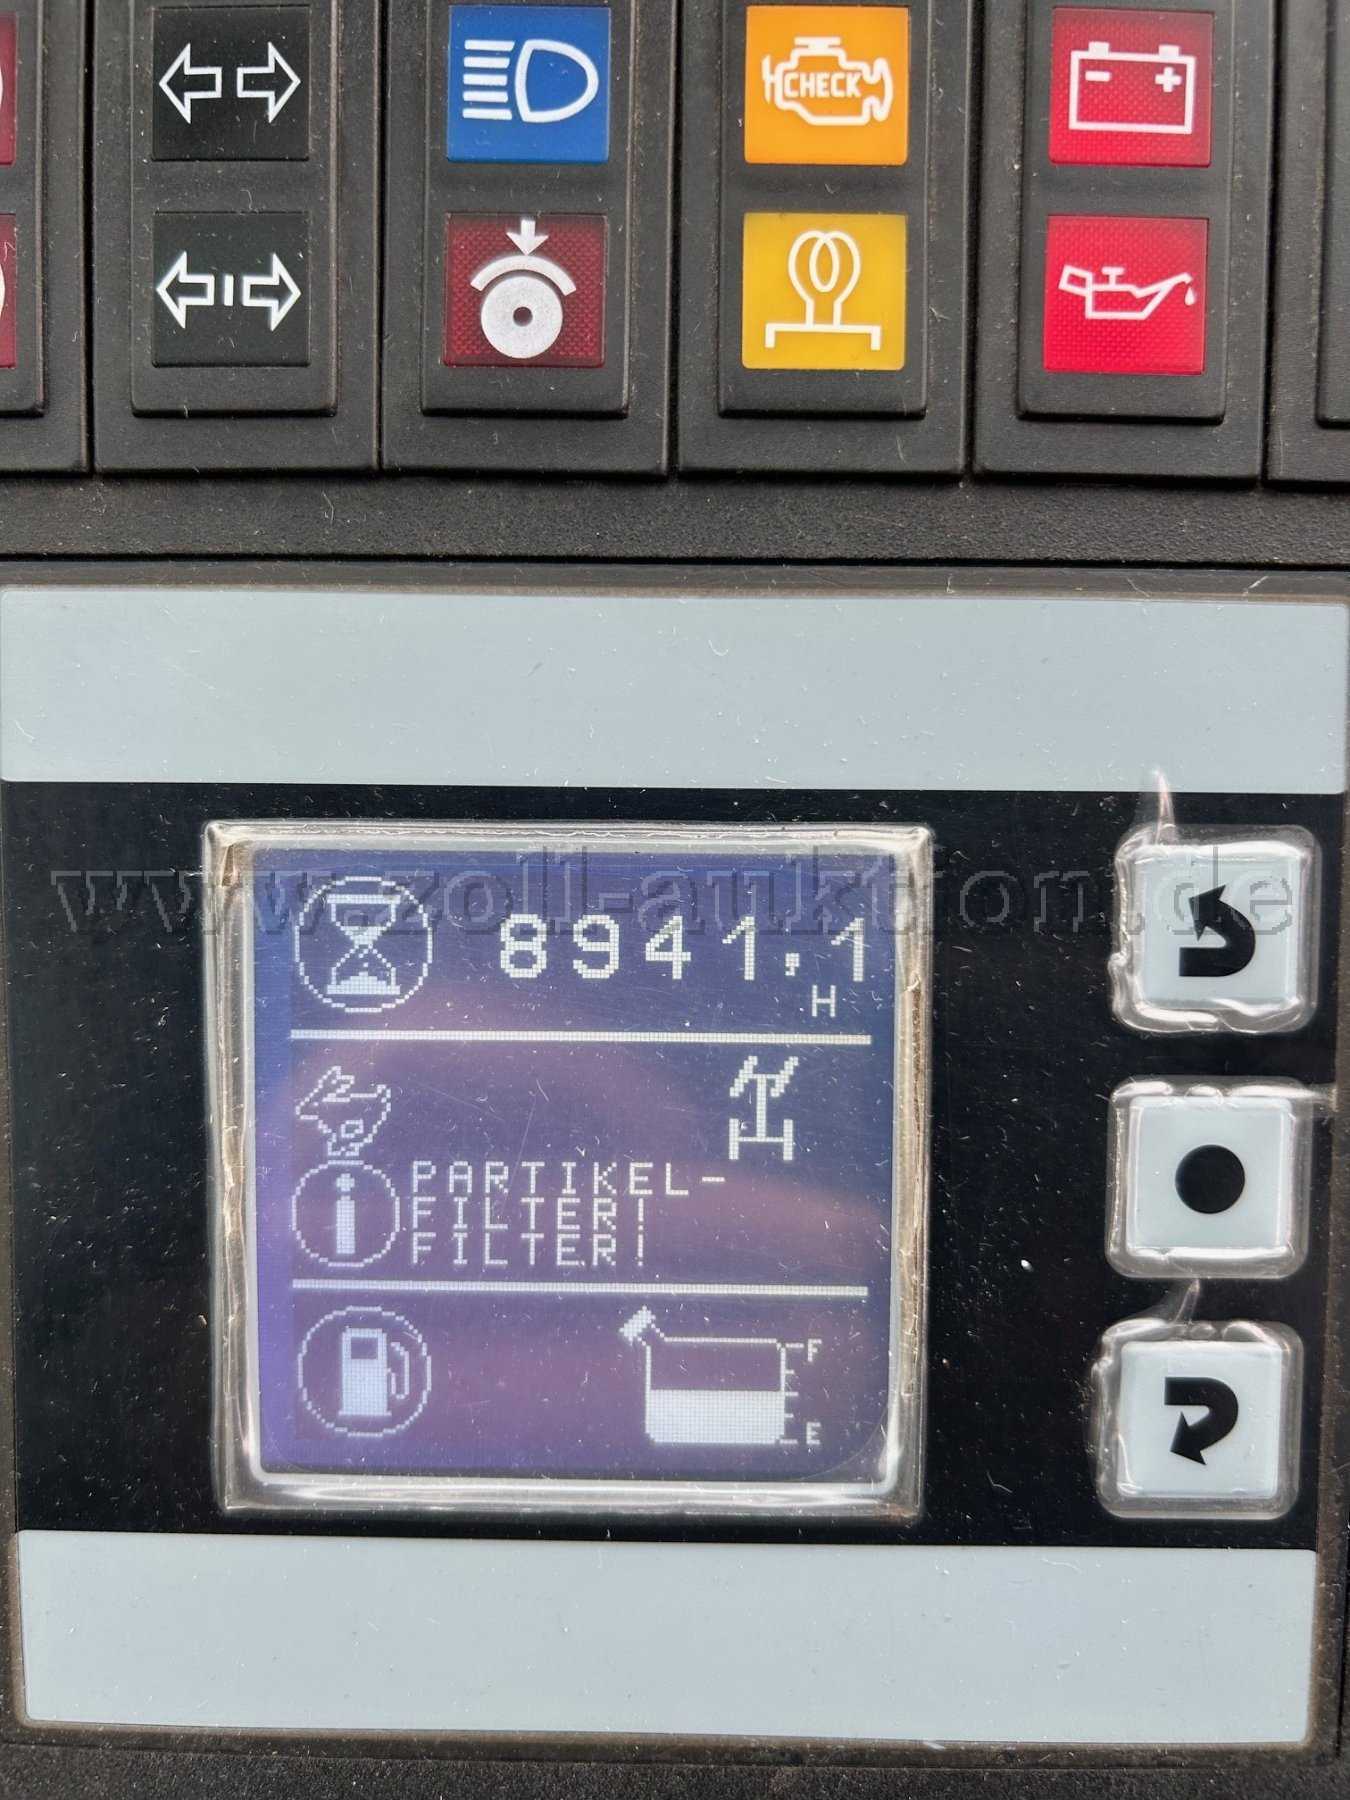 CHECK
www.zoll-auktion.de
8941,1
H
PARTIKEL-
FILTER!
FILTER!
F
E